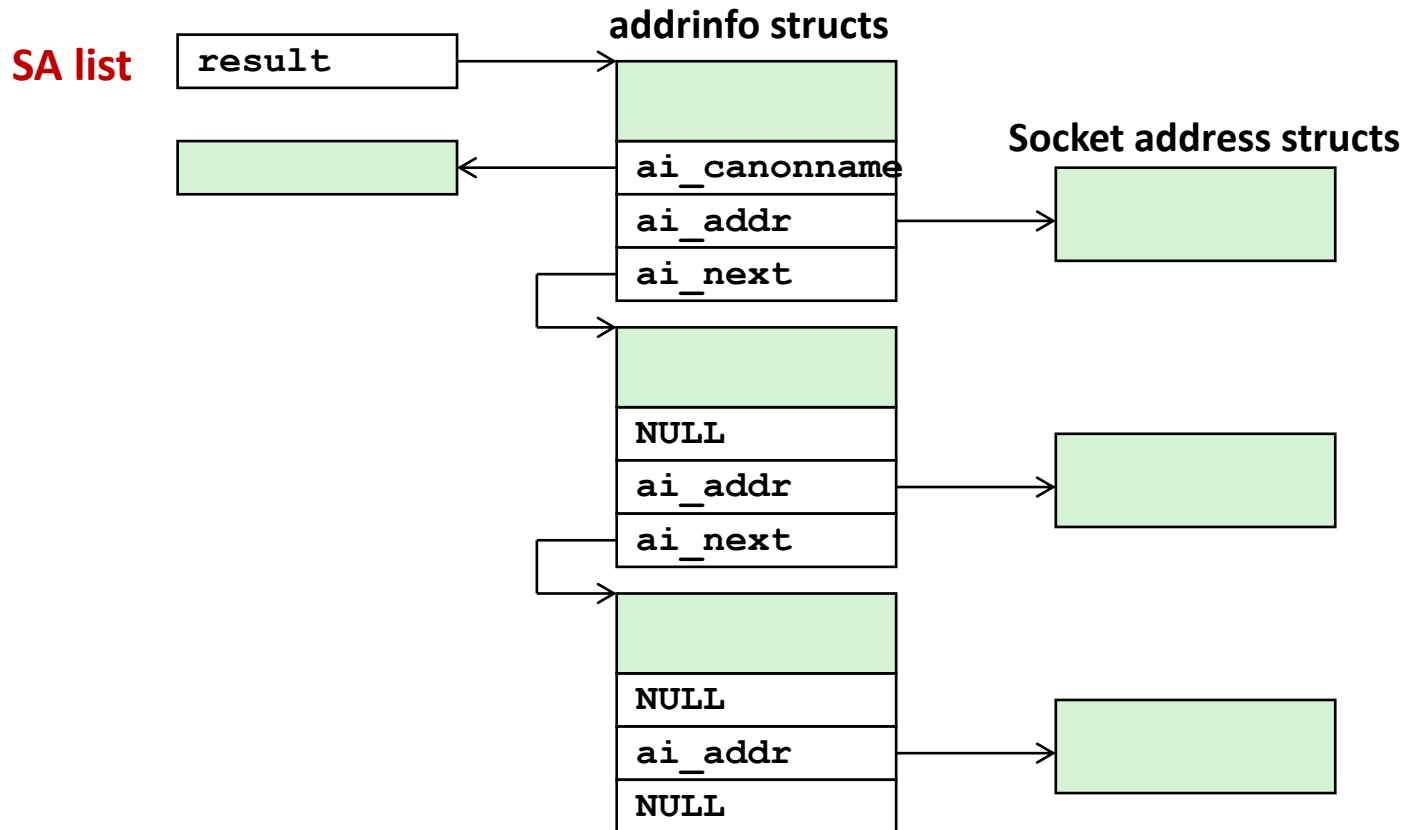 addrinfo structs
SA list
result
Socket address structs
ai_canonname
ai_addr
ai_next
NULL
ai_addr
ai_next
NULL
ai_addr
NULL